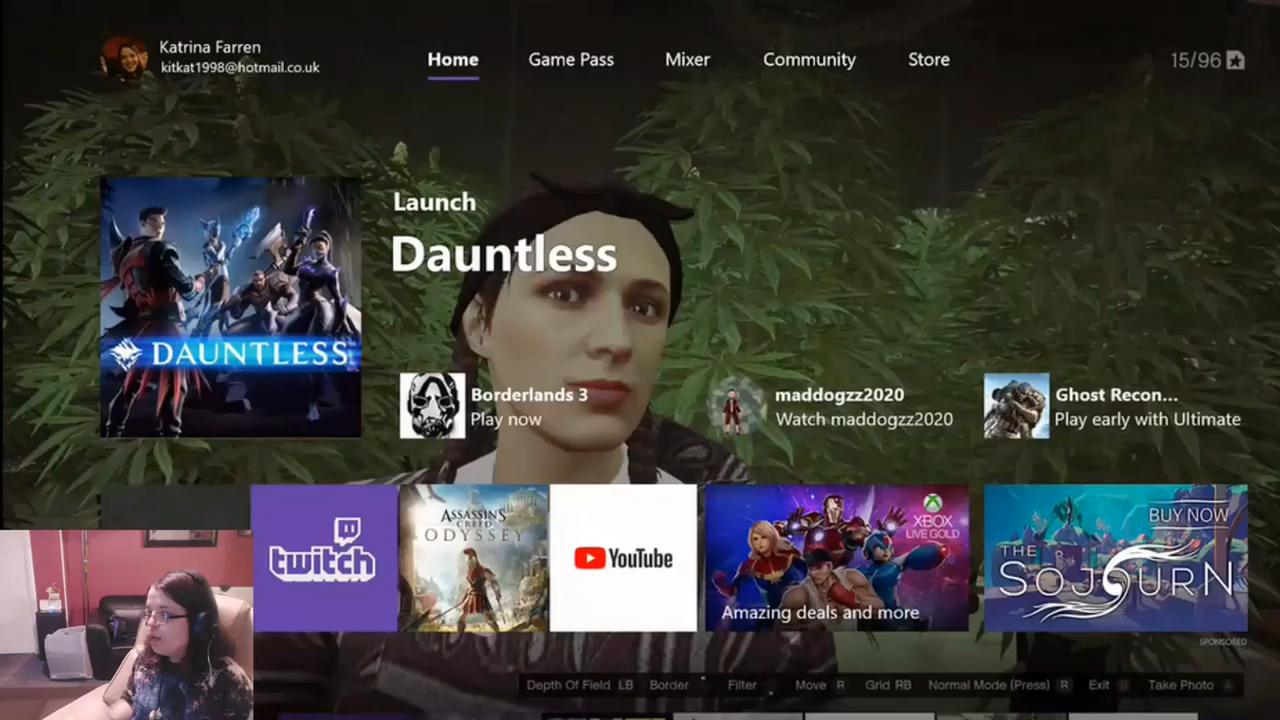 Katrina Farren
kitkat1998@hotmail.co.uk
Home
Game Pass
Mixer
Community
Store
15/96
Launch
Dauntless
DAUNTLESS
Borderlands 3
Play now
maddogzz2020
Watch maddogzz2020
Ghost Recon...
Play early with Ultimate
twitch
ASSASSIN'S
CREED
ODYSSEY
YouTube
XBOX
LIVE GOLD
Amazing deals and more
BUY NOW
THE
SOJOURN
SPONSORED
Depth Of Field LB Border Filter Move R Grid RB Normal Mode (Press) R Exit B Take Photo A